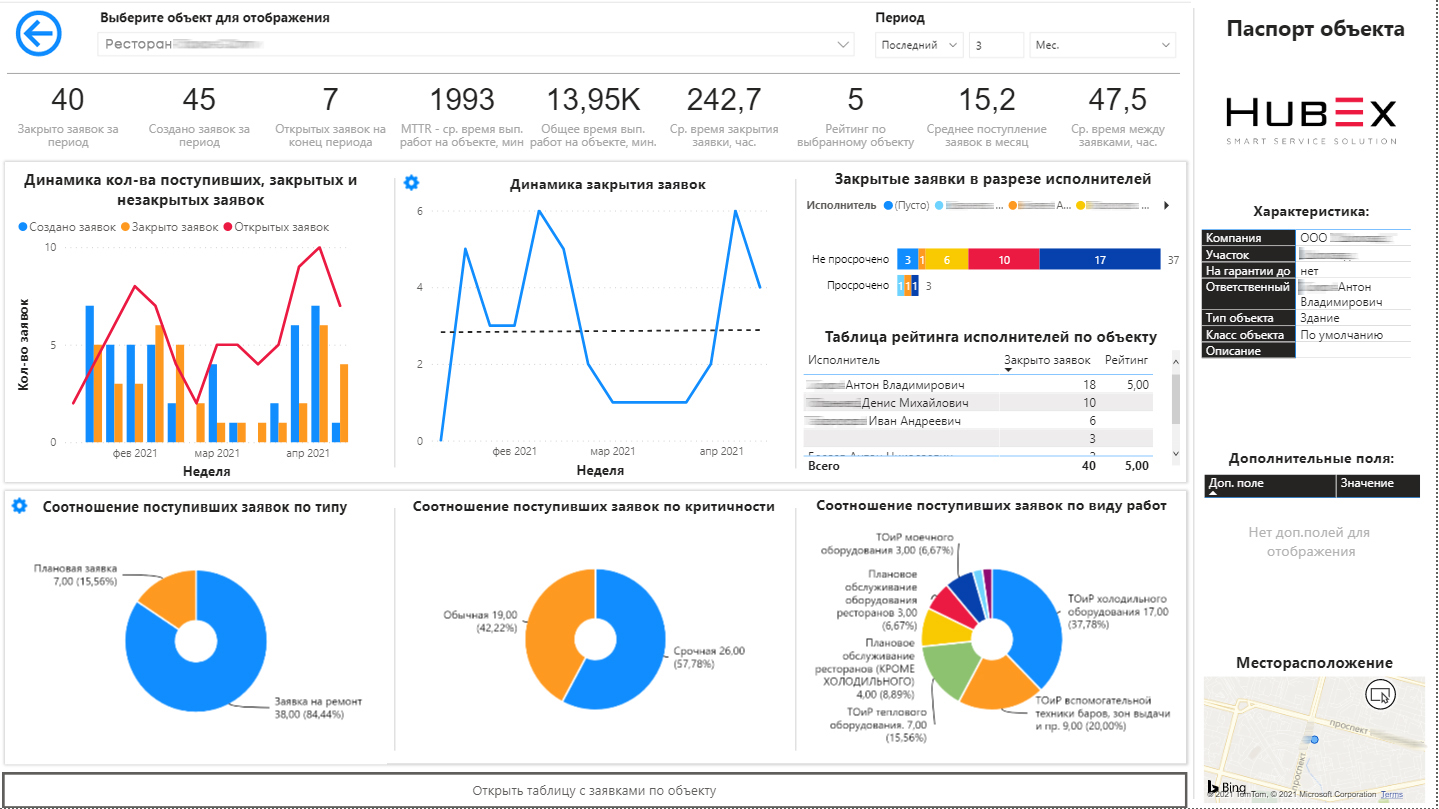 Выберите объект для отображения
Ресторан
Период
Последний
3
Мес.
40
Закрыто заявок за
период
45
Создано заявок за
период
7
Открытых заявок на
конец периода
1993
MTTR - ср. время вып.
работ на объекте, мин
13,95K
Общее время вып.
работ на объекте, мин.
242,7
Ср. время закрытия
заявки, час.
5
Рейтинг по
выбранному объекту
15,2
Среднее поступление
заявок в месяц
47,5
Ср. время между
заявками, час.
Динамика кол-ва поступивших, закрытых и
незакрытых заявок
Создано заявок Закрыто заявок Открытых заявок
10
5
0
Кол-во заявок
фев 2021 мар 2021 апр 2021
Неделя
Динамика закрытия заявок
6
4
2
0
фев 2021 мар 2021 апр 2021
Неделя
Закрытые заявки в разрезе исполнителей
Исполнитель (Пусто) ... А... ...
Не просрочено 3 1 6 10 17 37
Просрочено 1 1 1 3
Таблица рейтинга исполнителей по объекту
Исполнитель Закрыто заявок Рейтинг
Антон Владимирович 18 5,00
Денис Михайлович 10
Иван Андреевич 6
3
Всего 40 5,00
Соотношение поступивших заявок по типу
Плановая заявка
7,00 (15,56%)
Заявка на ремонт
38,00 (84,44%)
Соотношение поступивших заявок по критичности
Обычная 19,00
(42,22%)
Срочная 26,00
(57,78%)
Соотношение поступивших заявок по виду работ
ТОиР моечного
оборудования 3,00 (6,67%)
Плановое
обслуживание
оборудования
ресторанов 3,00
(6,67%)
Плановое
обслуживание
ресторанов (КРОМЕ
ХОЛОДИЛЬНОГО)
4,00 (8,89%)
ТОиР теплового
оборудования. 7,00
(15,56%)
ТОиР холодильного
оборудования 17,00
(37,78%)
ТОиР вспомогательной
техники баров, зон выдачи
и пр. 9,00 (20,00%)
Открыть таблицу с заявками по объекту
Паспорт объекта
HUBEX
SMART SERVICE SOLUTION
Характеристика:
Компания ООО
Участок
На гарантии до нет
Ответственный Антон
Владимирович
Тип объекта Здание
Класс объекта По умолчанию
Описание
Дополнительные поля:
Доп. поле Значение
Нет доп.полей для
отображения
Месторасположение
проспект
проспект
Bing
© 2021 TomTom, © 2021 Microsoft Corporation Terms